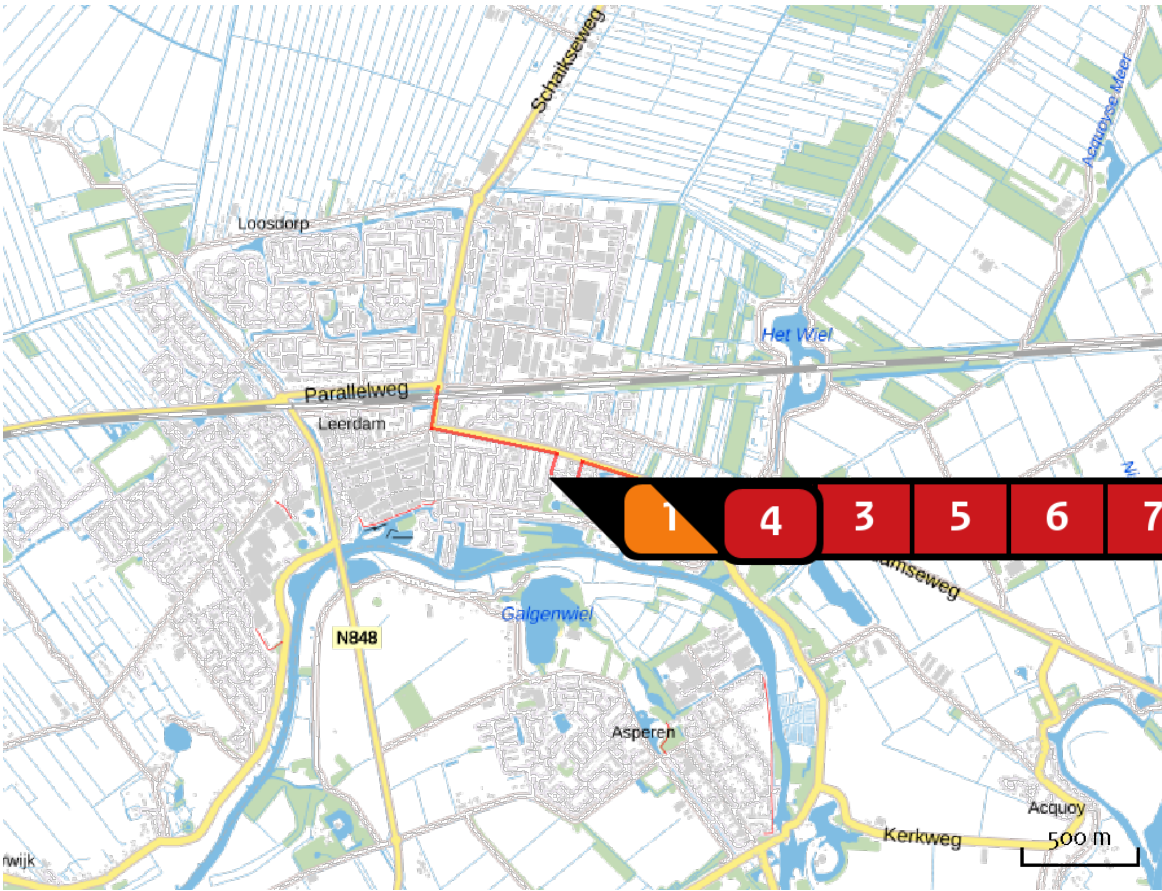 Schaikseweg
Acquoyse Meer
Loosdorp
Het Wiel
Parallelweg
Leerdam
1 4 3 5 6 7
amseweg
Galgenwiel
N848
Asperen
Acquoy
Kerkweg
500 m
rwijk